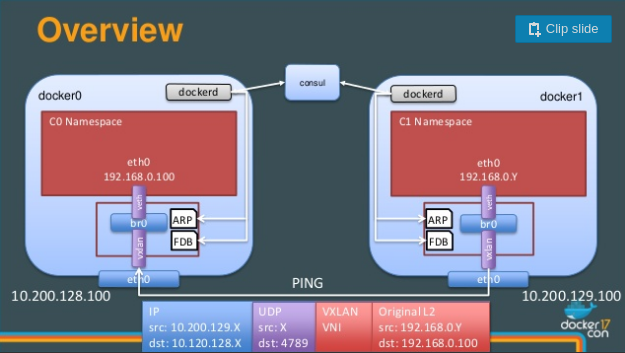 Overview
Clip slide
consul
docker0
dockerd
dockerd
docker1
C0 Namespace
eth0
192.168.0.100
C1 Namespace
eth0
192.168.0.Y
veth
br0
vxlan
ARP
FDB
eth0
veth
br0
vxlan
ARP
FDB
eth0
PING
10.200.128.100
10.200.129.100
IP
src: 10.200.129.X
dst: 10.120.128.X
UDP
src: X
dst: 4789
VXLAN
VNI
Original L2
src: 192.168.0.Y
dst: 192.168.0.100
docker 17
con